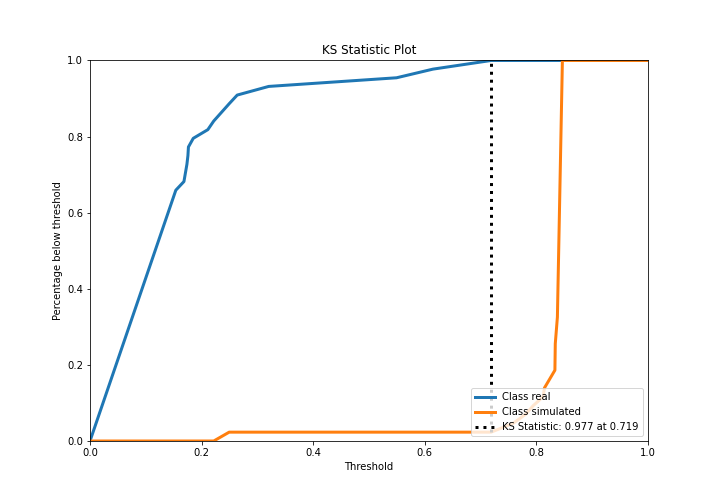 KS Statistic Plot
1.0
0.8
0.6
0.4
0.2
0.0
Percentage below threshold
0.0 0.2 0.4 0.6 0.8 1.0
Threshold
Class real
Class simulated
KS Statistic: 0.977 at 0.719